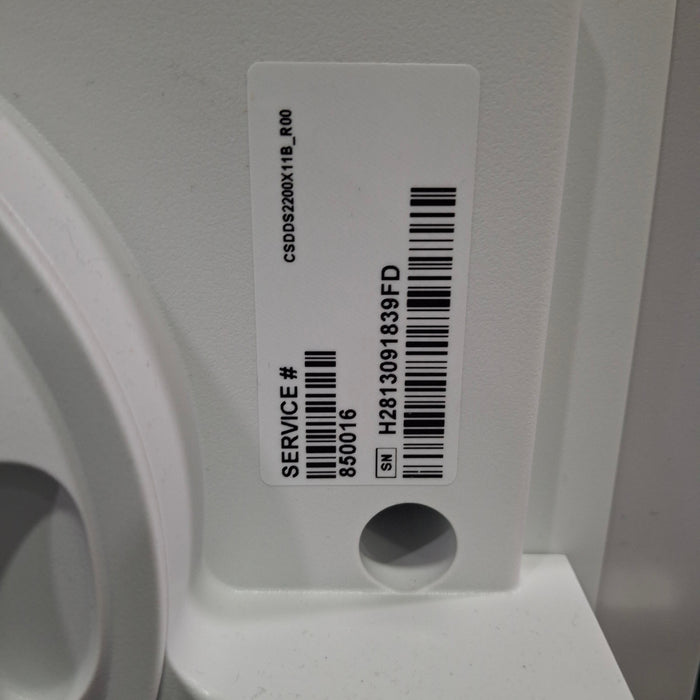 CSDDS2200X11B_R00
SERVICE #
850016
SN H2813091839FD